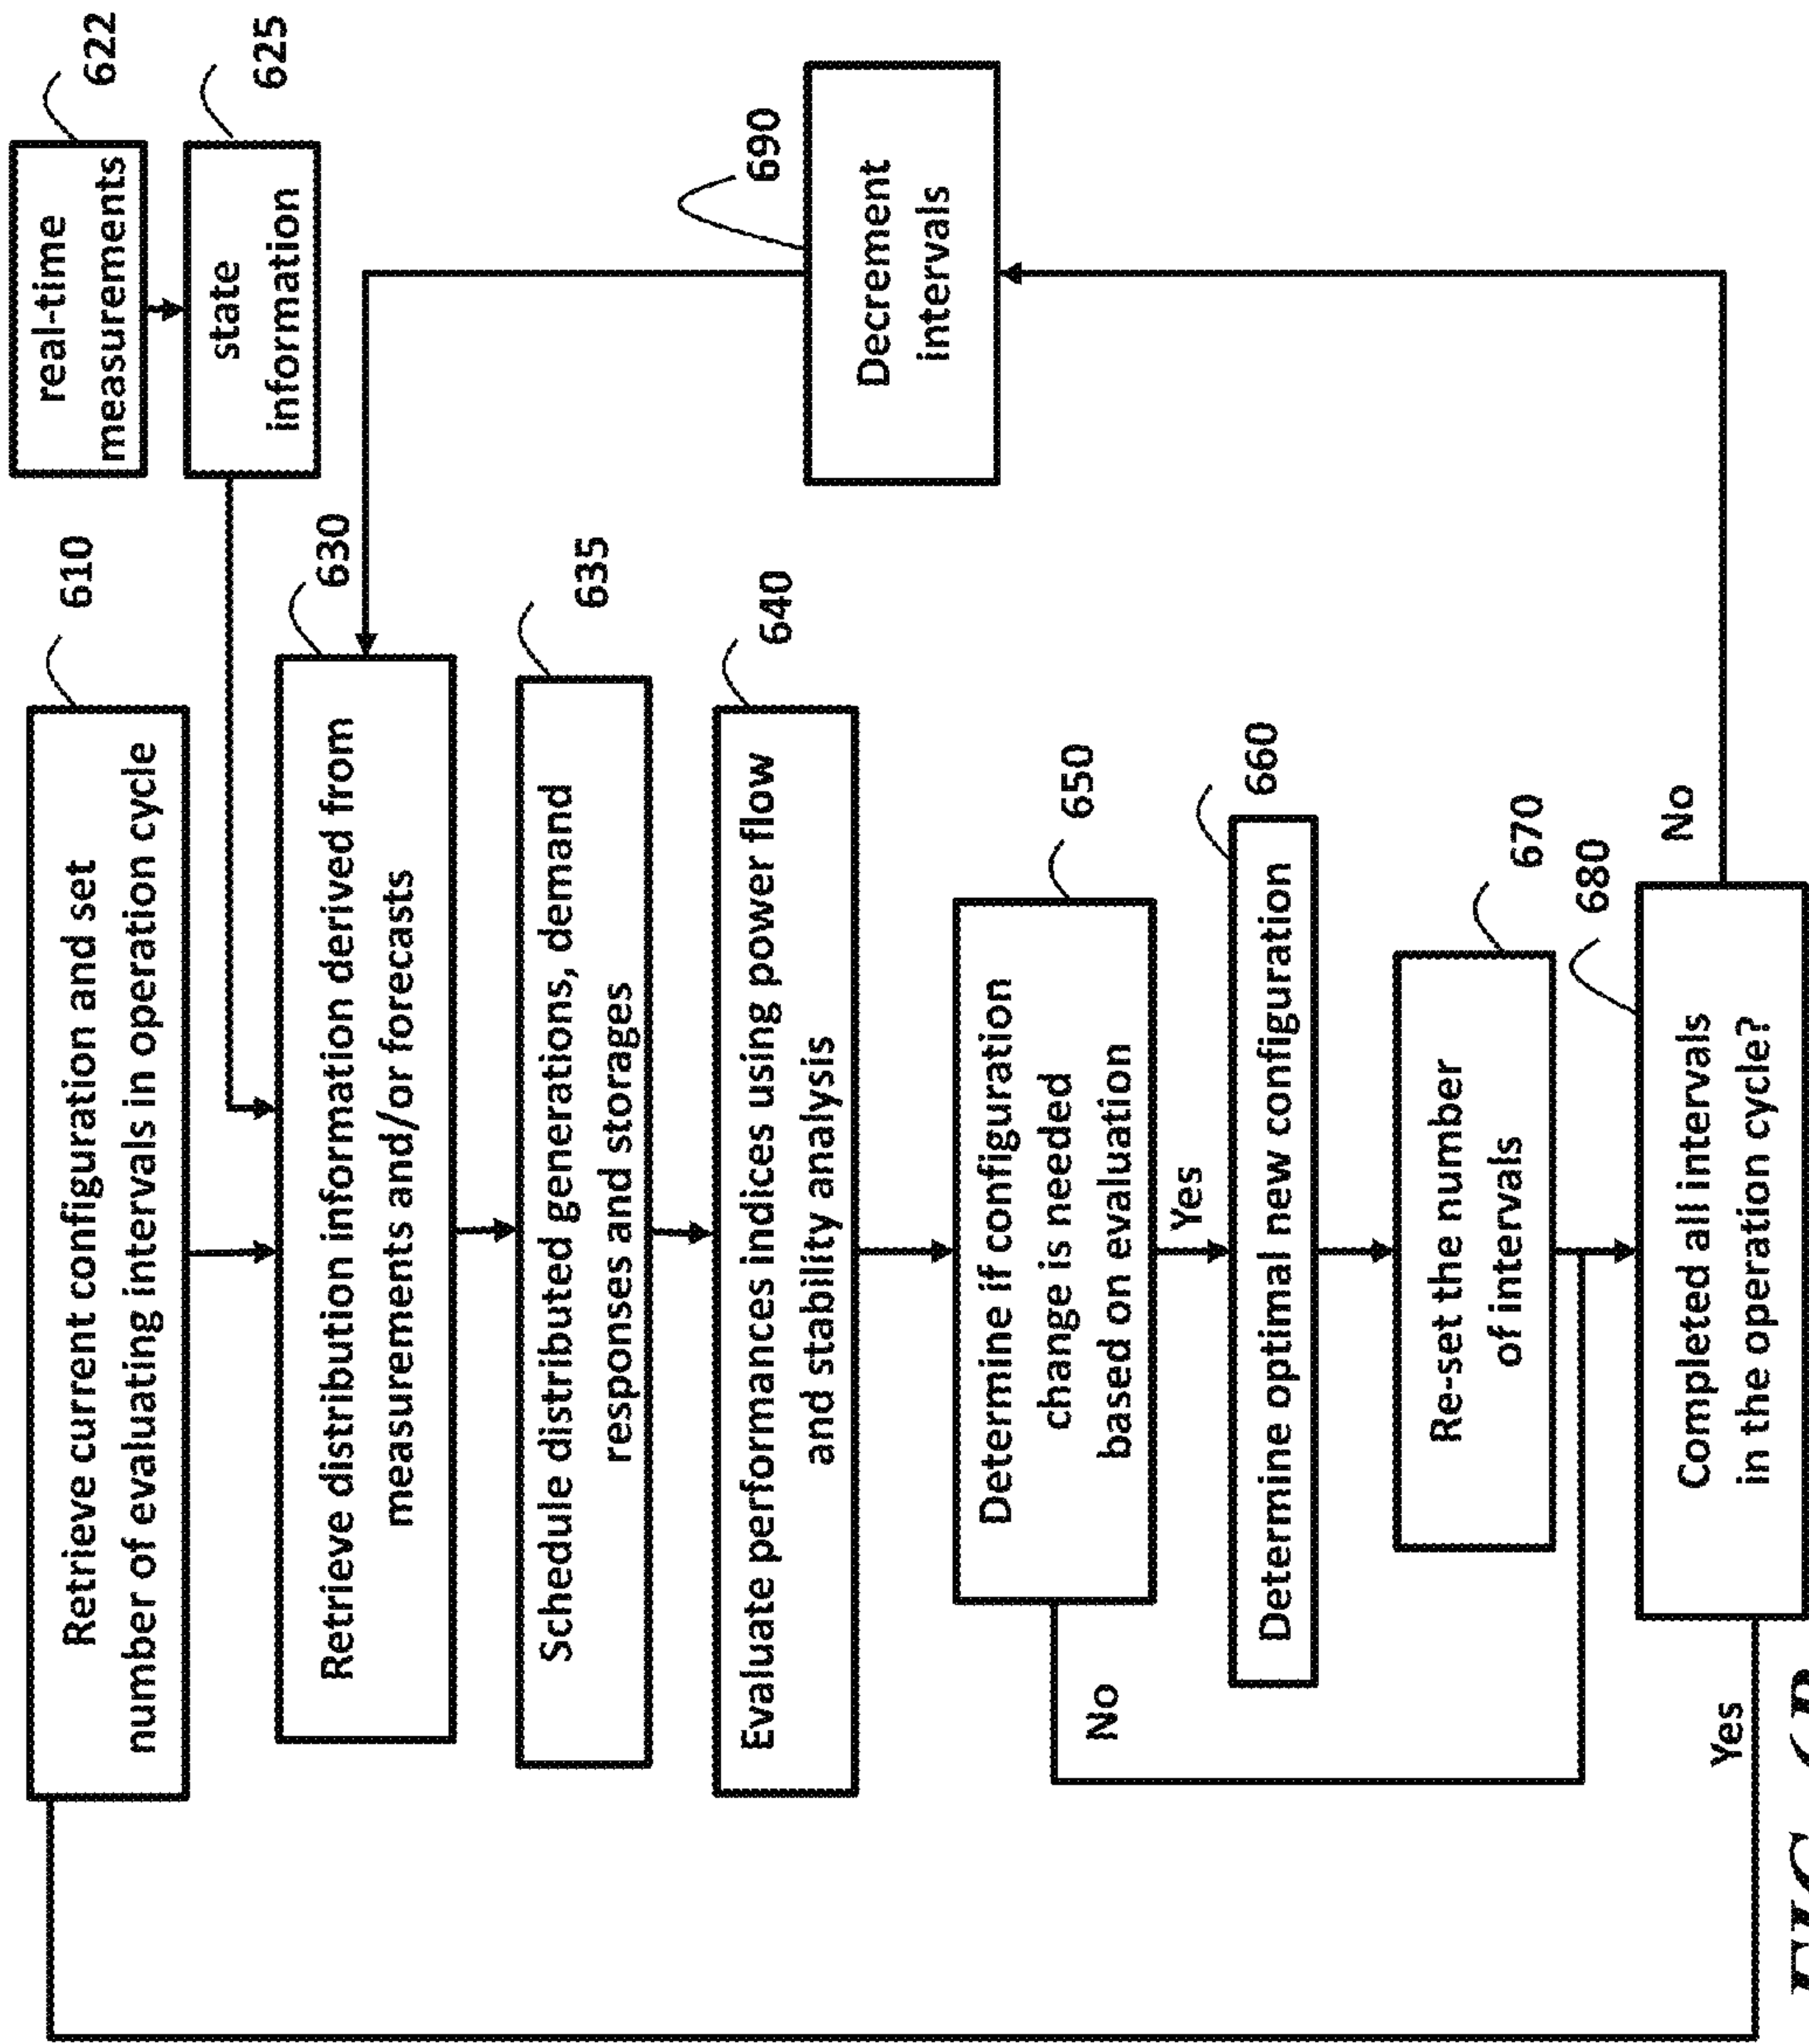 610
Retrieve current configuration and set
number of evaluating intervals in operation cycle
real-time
measurements
622
state
information
625
630
Retrieve distribution information derived from
measurements and/or forecasts
635
Schedule distributed generations, demand
responses and storages
640
Evaluate performances indices using power flow
and stability analysis
690
Decrement
intervals
650
Determine if configuration
change is needed
based on evaluation
Yes
No
660
Determine optimal new configuration
670
Re-set the number
of intervals
680
Completed all intervals
in the operation cycle?
No
Yes